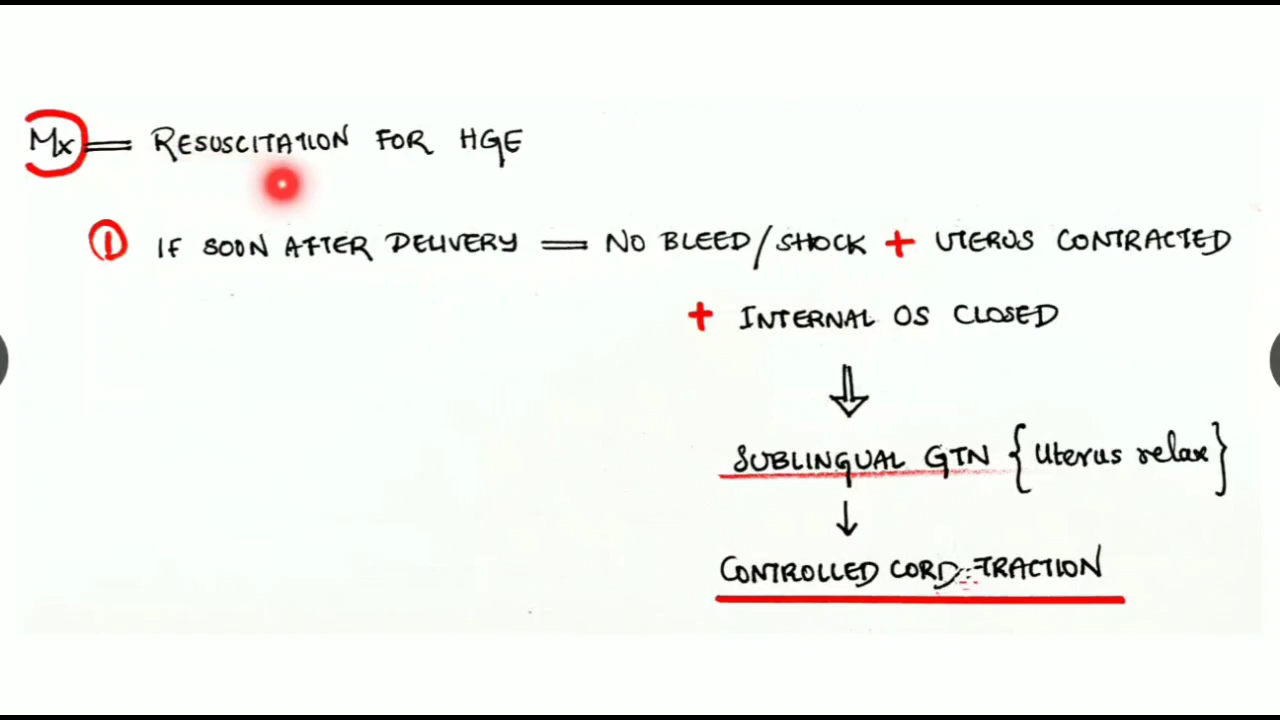 Mx = RESUSCITATION FOR HGE
① IF SOON AFTER DELIVERY = NO BLEED/SHOCK + UTERUS CONTRACTED
+ INTERNAL OS CLOSED
⇓
SUBLINGUAL GTN {Uterus relax}
↓
CONTROLLED CORD TRACTION